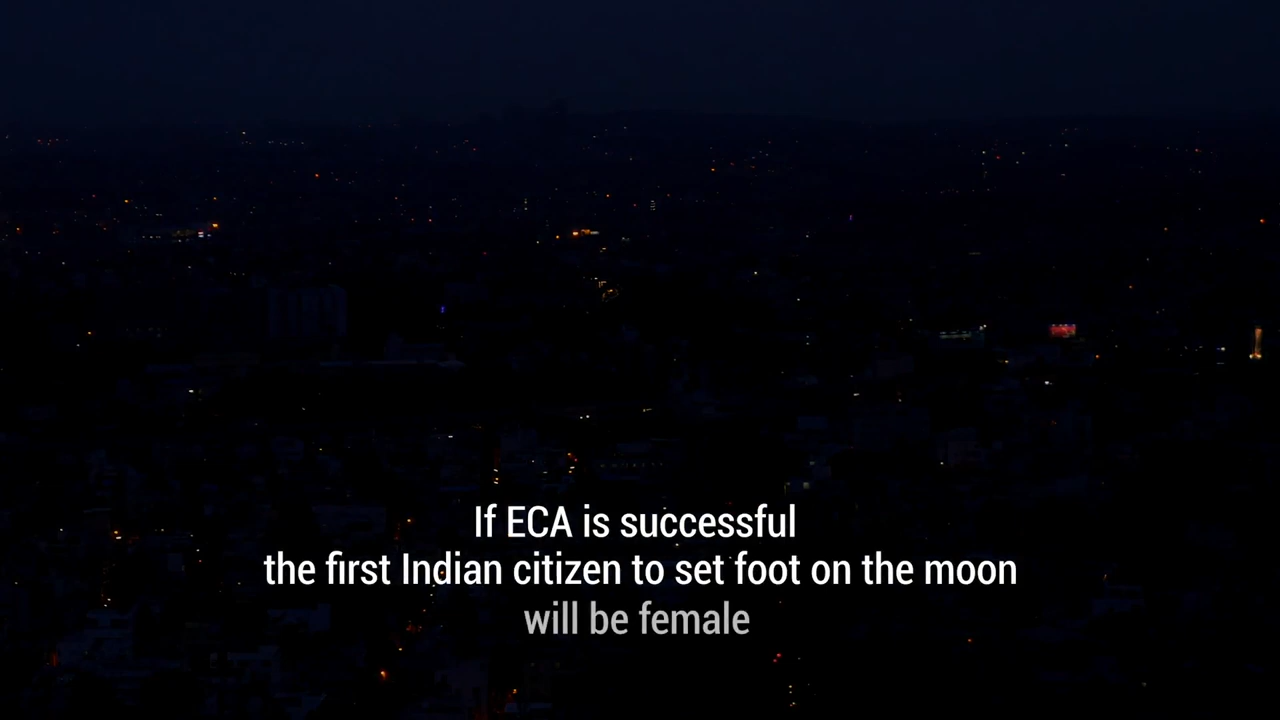 If ECA is successful
the first Indian citizen to set foot on the moon
will be female